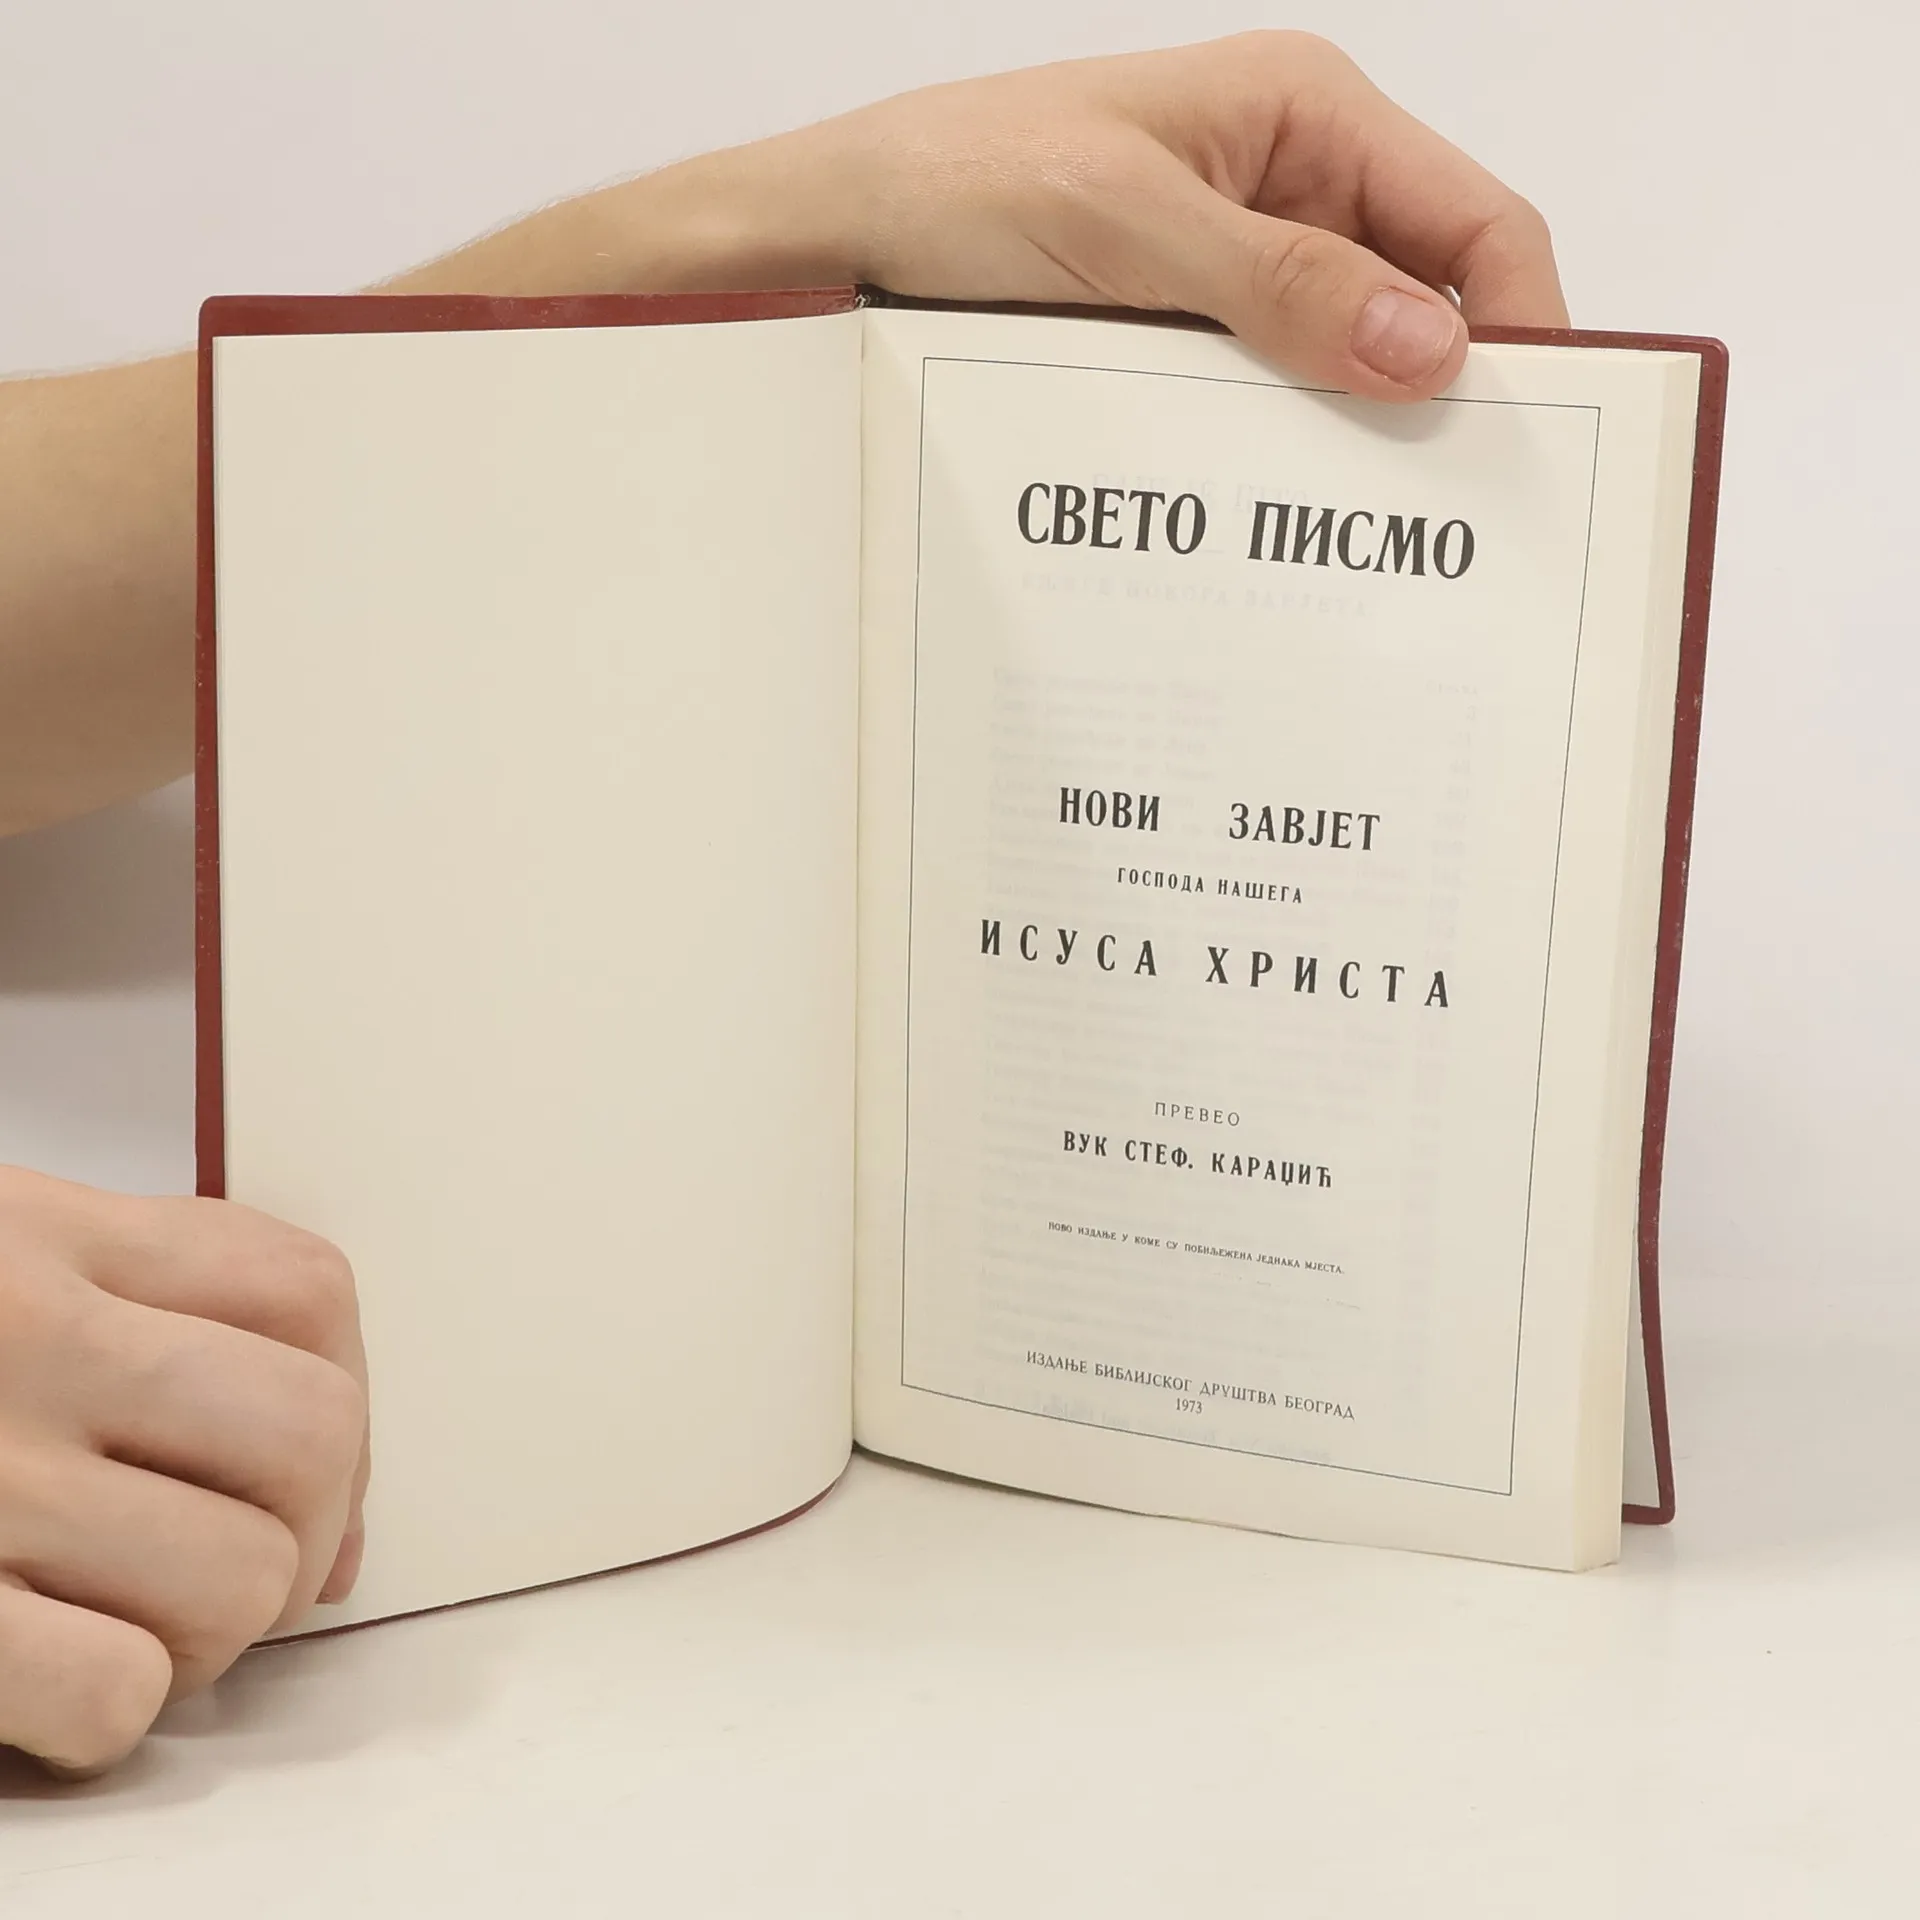 СВЕТО ПИСМО
НОВИ ЗАВЈЕТ
ГОСПОДА НАШЕГА
ИСУСА ХРИСТА
ПРЕВЕО
ВУК СТЕФ. КАРАЏИЋ
НОВО ИЗДАЊЕ У КОМЕ СУ ПОБИЉЕЖЕНА ЈЕДНАКА МЈЕСТА.
ИЗДАЊЕ БИБЛИЈСКОГ ДРУШТВА БЕОГРАД
1973